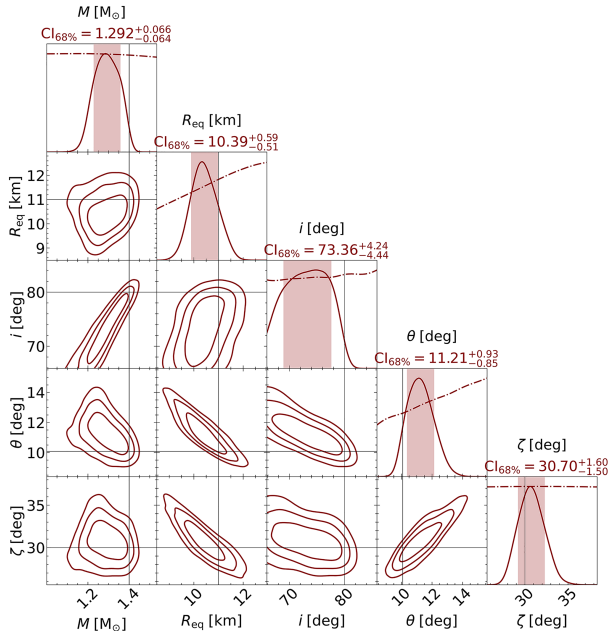 M [M☉]
CI68% = 1.292+0.066−0.064
Req [km]
CI68% = 10.39+0.59−0.51
i [deg]
CI68% = 73.36+4.24−4.44
θ [deg]
CI68% = 11.21+0.93−0.85
ζ [deg]
CI68% = 30.70+1.60−1.50
Req [km]
12
11
10
9
i [deg]
80
70
θ [deg]
14
12
10
ζ [deg]
35
30
1.2 1.4 10 12 70 80 10 12 14 30 35
M [M☉] Req [km] i [deg] θ [deg] ζ [deg]